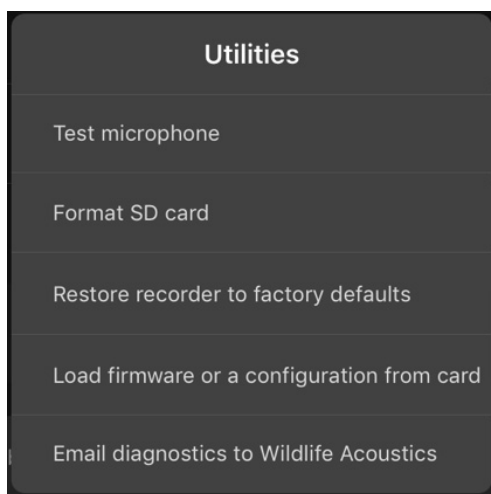 Utilities
Test microphone
Format SD card
Restore recorder to factory defaults
Load firmware or a configuration from card
Email diagnostics to Wildlife Acoustics